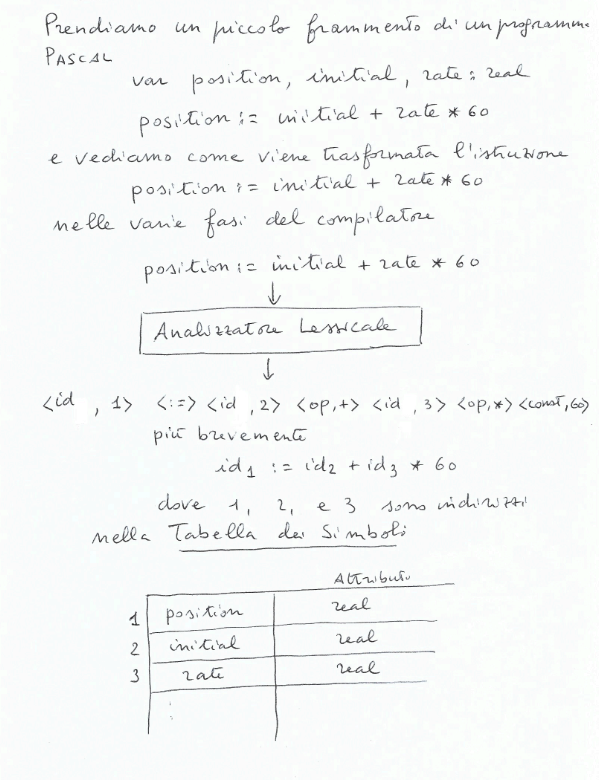 Prendiamo un piccolo frammento di un programma
PASCAL
var position, initial, rate : real
position := initial + rate * 60
e vediamo come viene trasformata l'istruzione
position := initial + rate * 60
nelle varie fasi del compilatore
position := initial + rate * 60
↓
Analizzatore Lessicale
↓
<id , 1> <:=> <id , 2> <op,+> <id , 3> <op,*> <const,60>
più brevemente
id1 := id2 + id3 * 60
dove 1, 2, e 3 sono indirizzi
nella Tabella dei Simboli
Attributi
1 position real
2 initial real
3 rate real
: